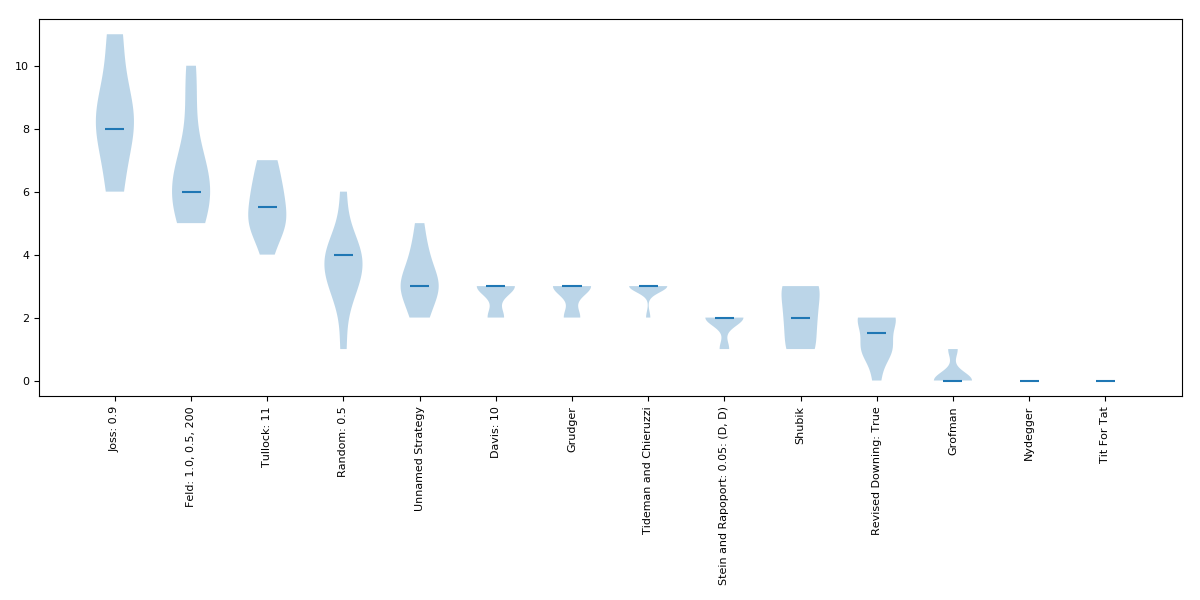 10
8
6
4
2
0
Joss: 0.9
Feld: 1.0, 0.5, 200
Tullock: 11
Random: 0.5
Unnamed Strategy
Davis: 10
Grudger
Tideman and Chieruzzi
Stein and Rapoport: 0.05: (D, D)
Shubik
Revised Downing: True
Grofman
Nydegger
Tit For Tat